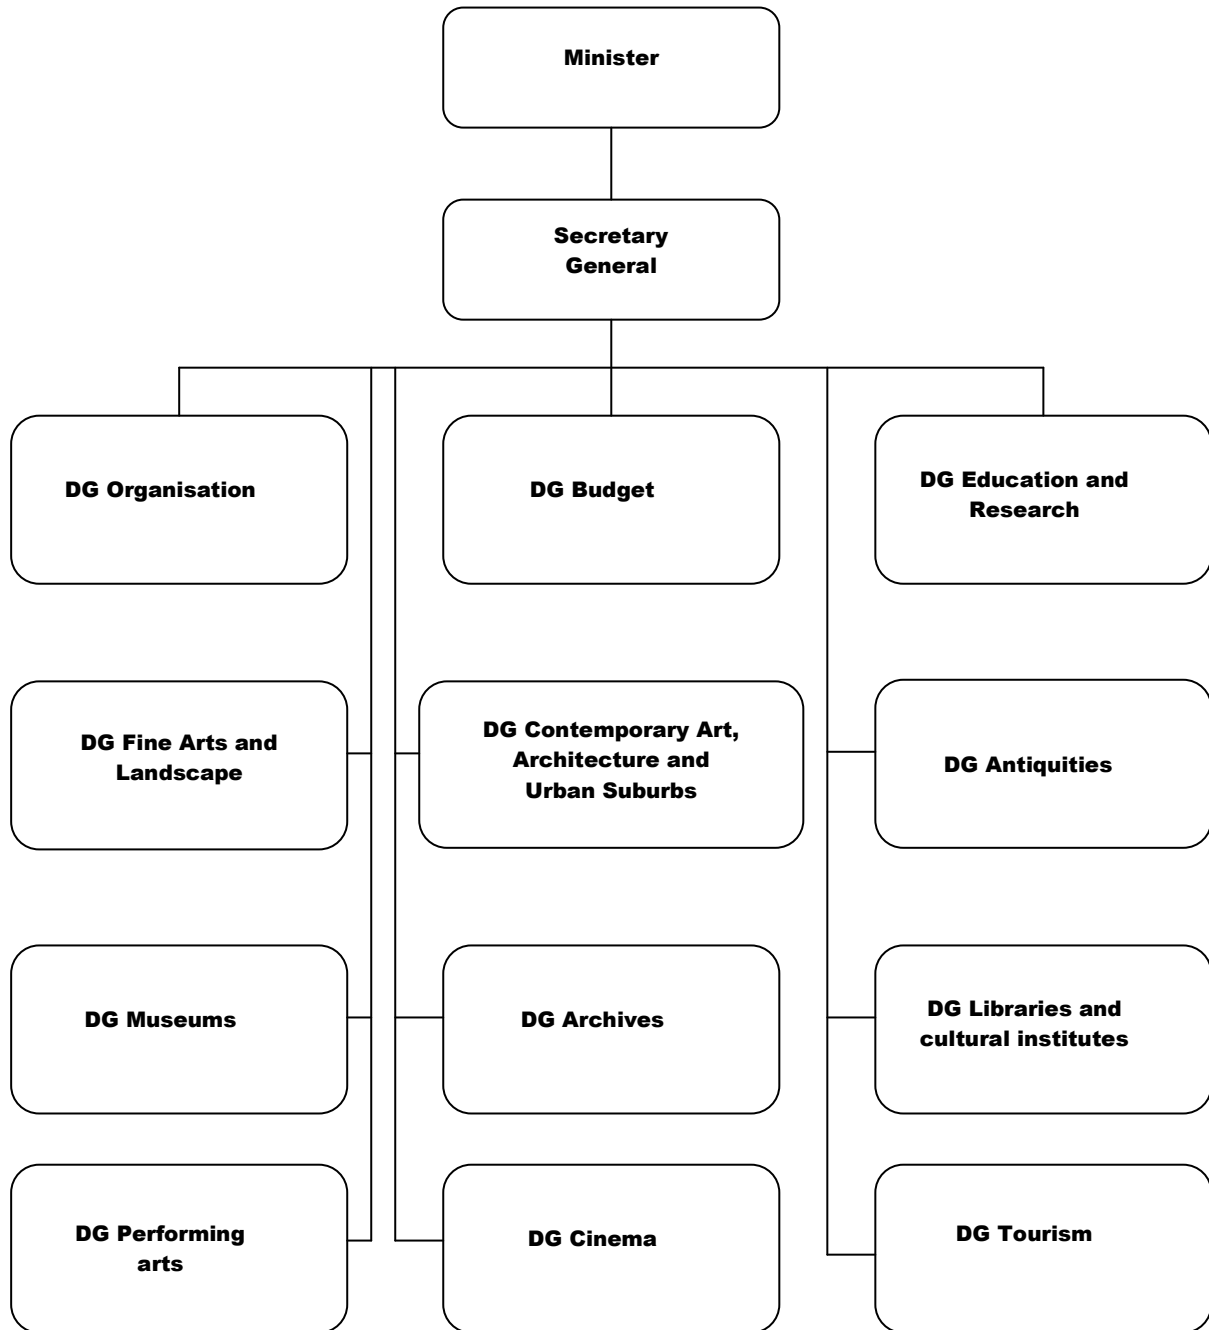 Minister
Secretary
General
DG Organisation
DG Budget
DG Education and
Research
DG Fine Arts and
Landscape
DG Contemporary Art,
Architecture and
Urban Suburbs
DG Antiquities
DG Museums
DG Archives
DG Libraries and
cultural institutes
DG Performing
arts
DG Cinema
DG Tourism